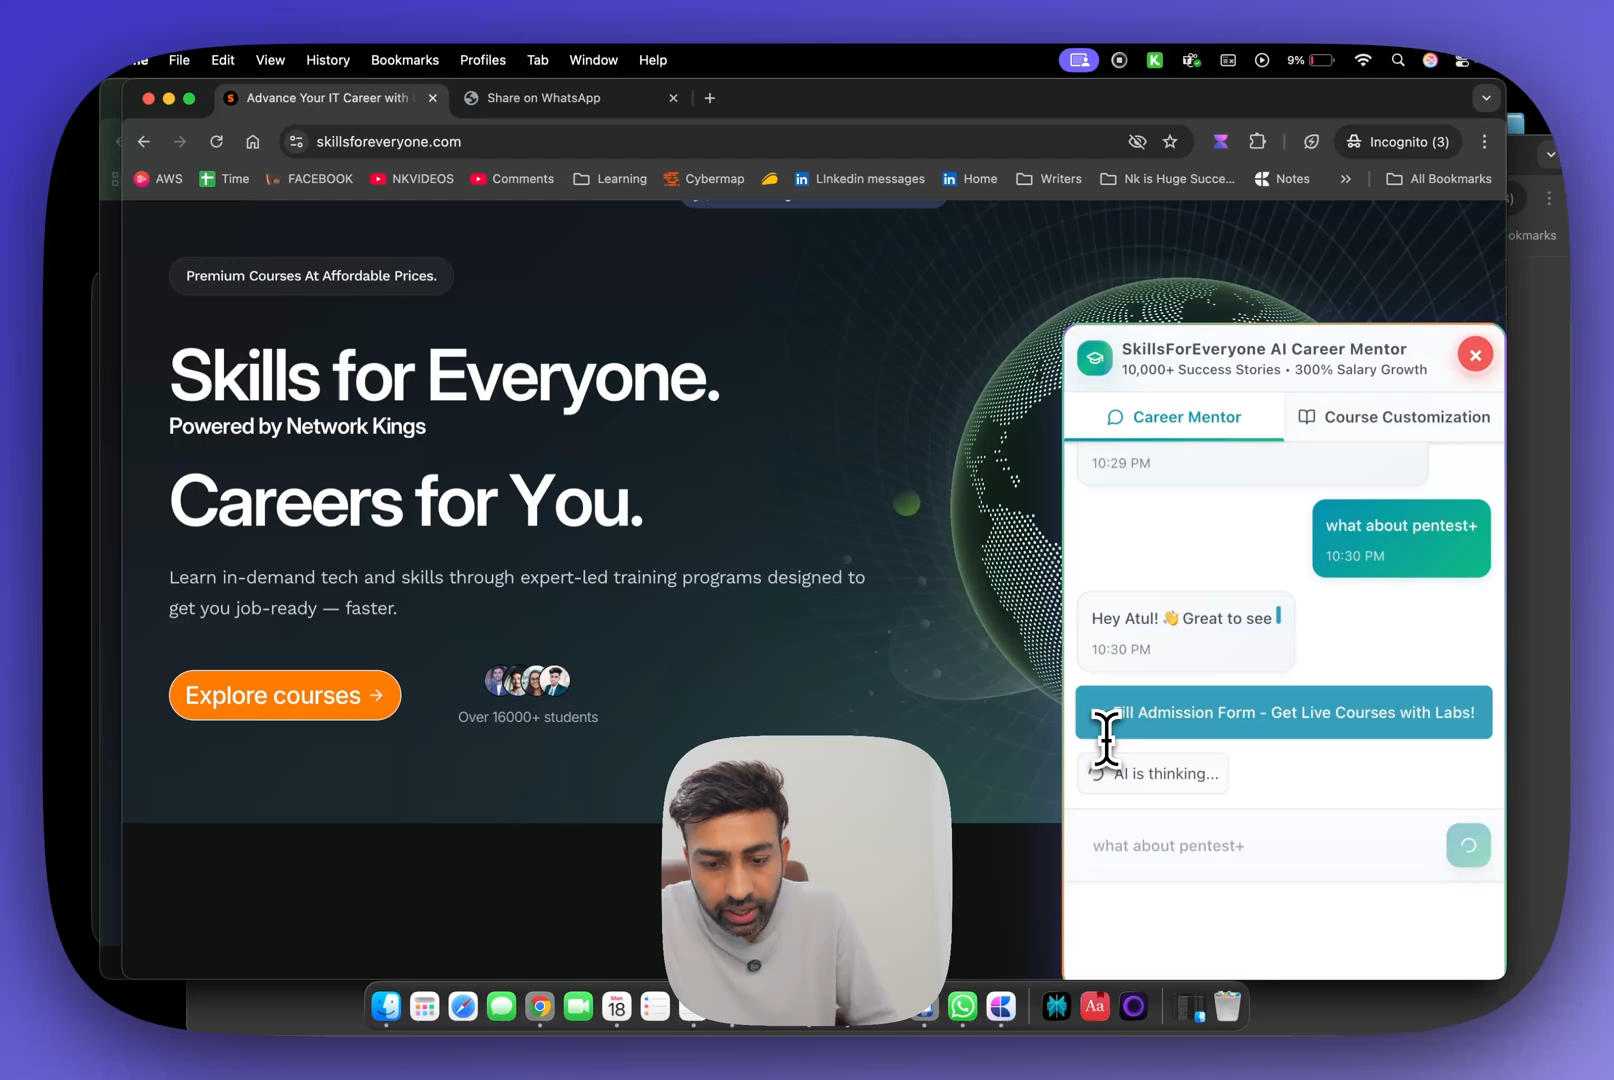 File Edit View History Bookmarks Profiles Tab Window Help
9%
Advance Your IT Career with
Share on WhatsApp
skillsforeveryone.com
Incognito (3)
AWS Time FACEBOOK NKVIDEOS Comments Learning Cybermap LInkedin messages Home Writers Nk is Huge Succe... Notes » All Bookmarks
okmarks
Premium Courses At Affordable Prices.
Skills for Everyone.
Powered by Network Kings
Careers for You.
Learn in-demand tech and skills through expert-led training programs designed to
get you job-ready — faster.
Explore courses →
Over 16000+ students
SkillsForEveryone AI Career Mentor
10,000+ Success Stories • 300% Salary Growth
Career Mentor
Course Customization
10:29 PM
what about pentest+
10:30 PM
Hey Atul! 👋 Great to see
10:30 PM
Fill Admission Form - Get Live Courses with Labs!
AI is thinking...
what about pentest+
Mon
18
Aa